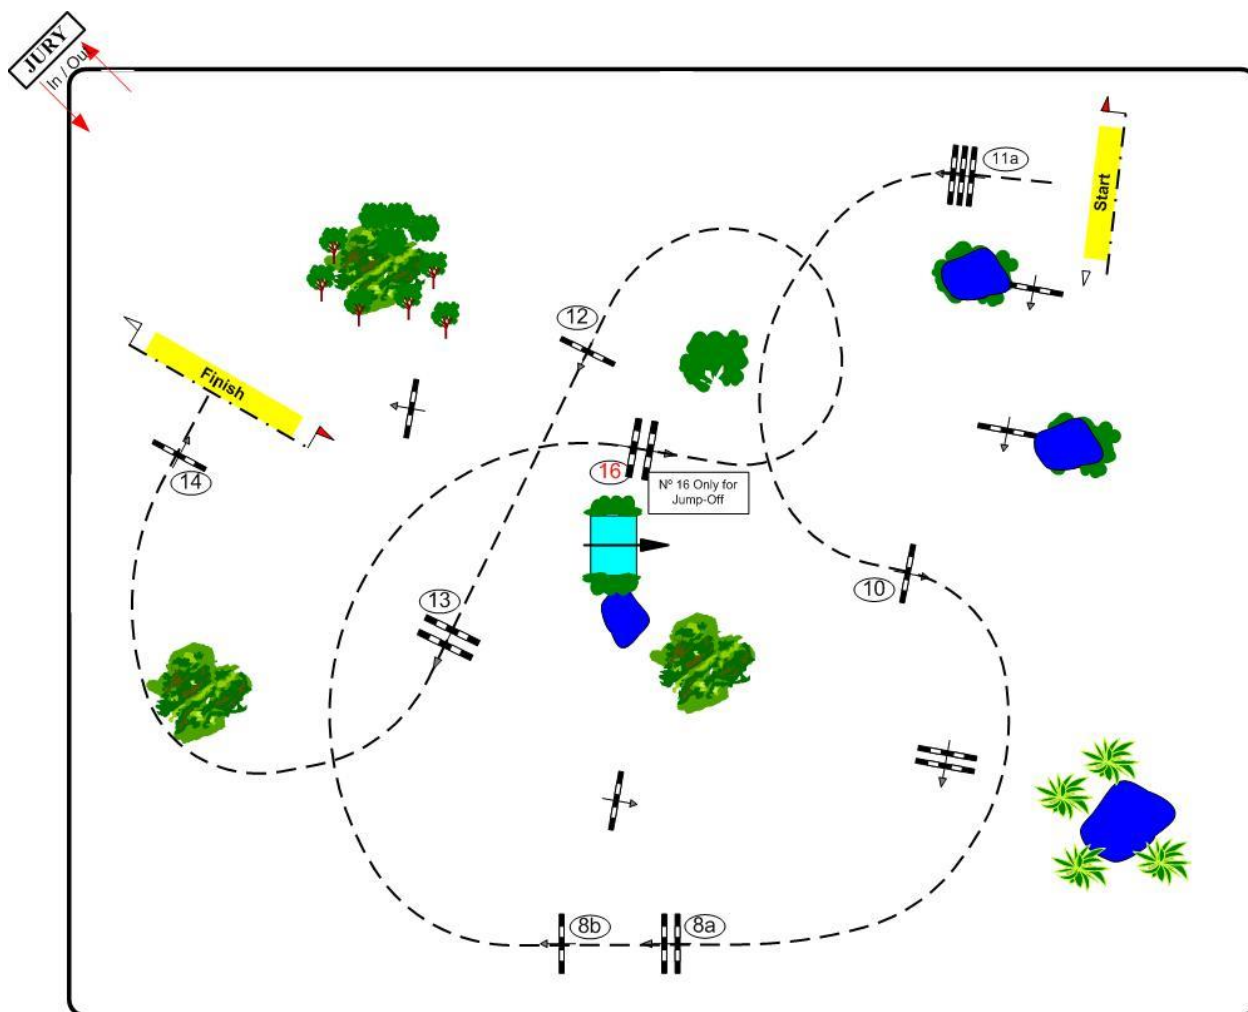 JURY
In / Out
11a
Start
12
Finish
16
14
Nº 16 Only for
Jump-Off
10
13
8b
8a